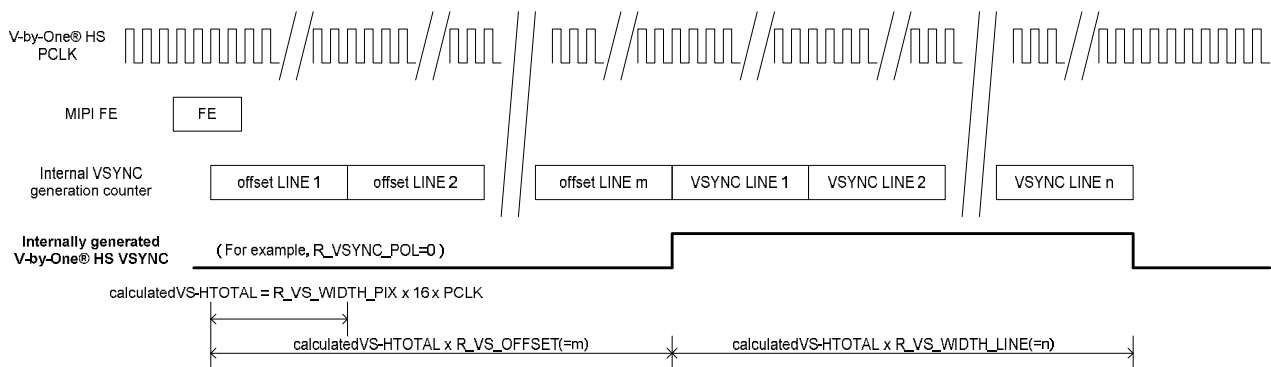 V-by-One® HS
PCLK
MIPI FE
FE
Internal VSYNC
generation counter
offset LINE 1
offset LINE 2
offset LINE m
VSYNC LINE 1
VSYNC LINE 2
VSYNC LINE n
Internally generated
V-by-One® HS VSYNC
( For example, R_VSYNC_POL=0 )
calculatedVS-HTOTAL = R_VS_WIDTH_PIX x 16 x PCLK
calculatedVS-HTOTAL x R_VS_OFFSET(=m)
calculatedVS-HTOTAL x R_VS_WIDTH_LINE(=n)